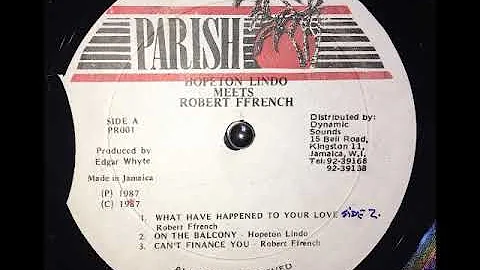 PARISH
HOPETON LINDO
MEETS
ROBERT FFRENCH
SIDE A
PR001
Produced by
Edgar Whyte
Made in Jamaica
(P) 1987
(C) 1987
Distributed by:
Dynamic
Sounds
15 Bell Road,
Kingston 11,
Jamaica, W.I.
Tel: 92-39168
92-39138
1. WHAT HAVE HAPPENED TO YOUR LOVE side 2.
Robert Ffrench
2. ON THE BALCONY - Hopeton Lindo
3. CAN'T FINANCE YOU - Robert Ffrench